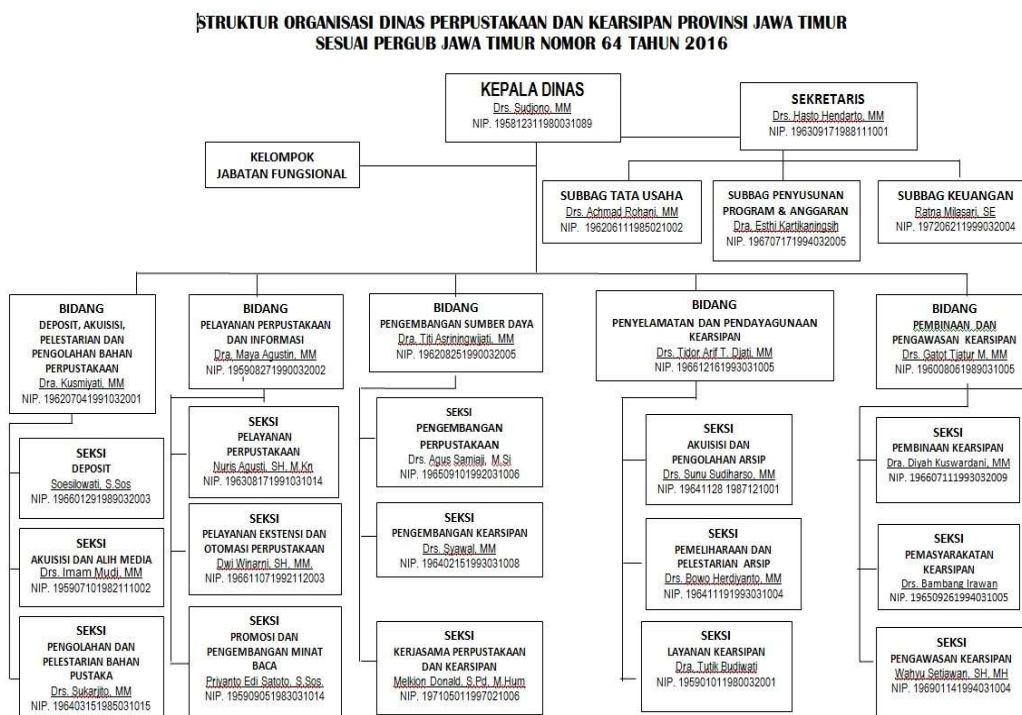 STRUKTUR ORGANISASI DINAS PERPUSTAKAAN DAN KEARSIPAN PROVINSI JAWA TIMUR
SESUAI PERGUB JAWA TIMUR NOMOR 64 TAHUN 2016
KEPALA DINAS
Drs. Sudjono, MM
NIP. 195812311980031089
SEKRETARIS
Drs. Hasto Hendarto, MM
NIP. 196309171988111001
KELOMPOK
JABATAN FUNGSIONAL
SUBBAG TATA USAHA
Drs. Achmad Rohani, MM
NIP. 196206111985021002
SUBBAG PENYUSUNAN
PROGRAM & ANGGARAN
Dra. Esthi Kartikaningsih
NIP. 196707171994032005
SUBBAG KEUANGAN
Ratna Milasari, SE
NIP. 197206211999032004
BIDANG
DEPOSIT, AKUISISI,
PELESTARIAN DAN
PENGOLAHAN BAHAN
PERPUSTAKAAN
Dra. Kusmiyati, MM
NIP. 196207041991032001
SEKSI
DEPOSIT
Soesilowati, S.Sos
NIP. 196601291989032003
SEKSI
AKUISISI DAN ALIH MEDIA
Drs. Imam Mudi, MM
NIP. 195907101982111002
SEKSI
PENGOLAHAN DAN
PELESTARIAN BAHAN
PUSTAKA
Drs. Sukarjito, MM
NIP. 196403151985031015
BIDANG
PELAYANAN PERPUSTAKAAN
DAN INFORMASI
Dra. Maya Agustin, MM
NIP. 195908271990032002
SEKSI
PELAYANAN
PERPUSTAKAAN
Nuris Agusti, SH, M.Kn
NIP. 196308171991031014
SEKSI
PELAYANAN EKSTENSI DAN
OTOMASI PERPUSTAKAAN
Dwi Winarni, SH, MM.
NIP. 196611071992112003
SEKSI
PROMOSI DAN
PENGEMBANGAN MINAT
BACA
Priyanto Edi Satoto, S.Sos.
NIP. 195909051983031014
BIDANG
PENGEMBANGAN SUMBER DAYA
Dra. Titi Asriningwijati, MM
NIP. 196208251990032005
SEKSI
PENGEMBANGAN
PERPUSTAKAAN
Drs. Agus Samiaji, M.Si
NIP. 196509101992031006
SEKSI
PENGEMBANGAN KEARSIPAN
Drs. Syawal, MM
NIP. 196402151993031008
SEKSI
KERJASAMA PERPUSTAKAAN
DAN KEARSIPAN
Melkion Donald, S.Pd, M.Hum
NIP. 197105011997021006
BIDANG
PENYELAMATAN DAN PENDAYAGUNAAN
KEARSIPAN
Drs. Tidor Arif T. Djati, MM
NIP. 196612161993031005
SEKSI
AKUISISI DAN
PENGOLAHAN ARSIP
Drs. Sunu Sudiharso, MM
NIP. 19641128 1987121001
SEKSI
PEMELIHARAAN DAN
PELESTARIAN ARSIP
Drs. Bowo Herdiyanto, MM
NIP. 196411191993031004
SEKSI
LAYANAN KEARSIPAN
Dra. Tutik Budiwati
NIP. 195901011980032001
BIDANG
PEMBINAAN DAN
PENGAWASAN KEARSIPAN
Drs. Gatot Tjatur M, MM
NIP. 196008061989031005
SEKSI
PEMBINAAN KEARSIPAN
Dra. Diyah Kuswardani, MM
NIP. 196607111993032009
SEKSI
PEMASYARAKATAN
KEARSIPAN
Drs. Bambang Irawan
NIP. 196509261994031005
SEKSI
PENGAWASAN KEARSIPAN
Wahyu Setiawan, SH, MH
NIP. 196901141994031004